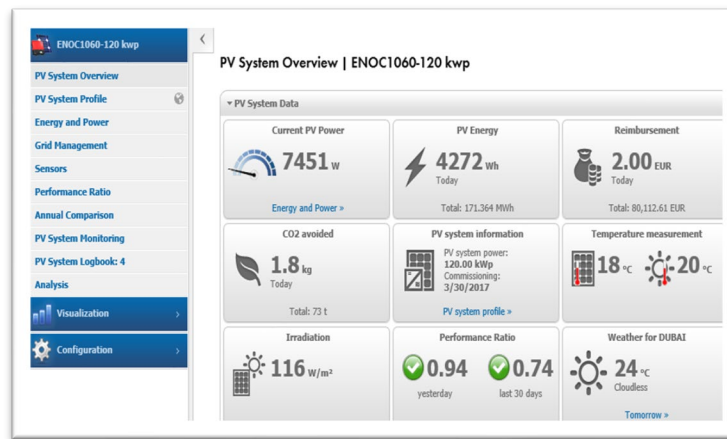 ENOC1060-120 kwp
PV System Overview
PV System Profile
Energy and Power
Grid Management
Sensors
Performance Ratio
Annual Comparison
PV System Monitoring
PV System Logbook: 4
Analysis
Visualization
Configuration
PV System Overview | ENOC1060-120 kwp
PV System Data
Current PV Power
7451 W
Energy and Power »
PV Energy
4272 Wh
Today
Total: 171.364 MWh
Reimbursement
2.00 EUR
Today
Total: 80,112.61 EUR
CO2 avoided
1.8 kg
Today
Total: 73 t
PV system information
PV system power:
120.00 kWp
Commissioning:
3/30/2017
PV system profile »
Temperature measurement
18 °C
20 °C
Irradiation
116 W/m²
Performance Ratio
0.94
yesterday
0.74
last 30 days
Weather for DUBAI
24 °C
Cloudless
Tomorrow »